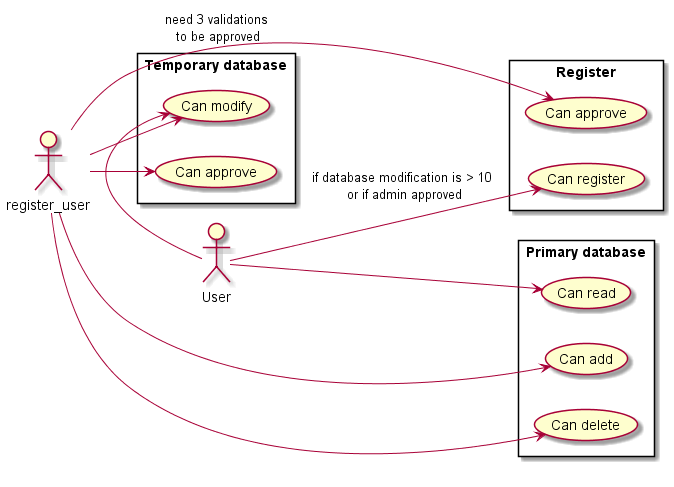 need 3 validations
to be approved
Temporary database
Can modify
Can approve
register_user
Register
Can approve
Can register
if database modification is > 10
or if admin approved
User
Primary database
Can read
Can add
Can delete